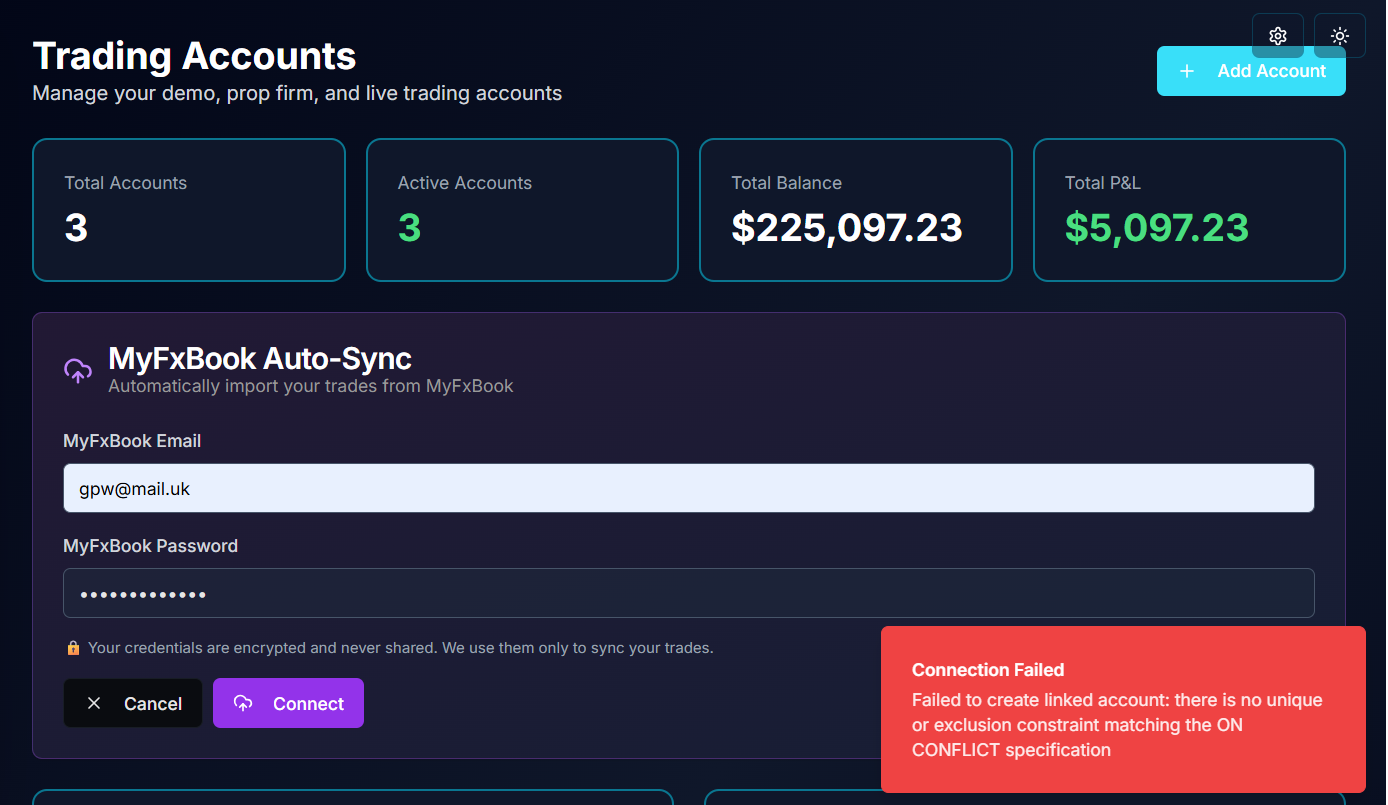 Trading Accounts
Manage your demo, prop firm, and live trading accounts
Add Account
Total Accounts
3
Active Accounts
3
Total Balance
$225,097.23
Total P&L
$5,097.23
MyFxBook Auto-Sync
Automatically import your trades from MyFxBook
MyFxBook Email
gpw@mail.uk
MyFxBook Password
•••••••••••••
🔒 Your credentials are encrypted and never shared. We use them only to sync your trades.
Cancel
Connect
Connection Failed
Failed to create linked account: there is no unique
or exclusion constraint matching the ON
CONFLICT specification